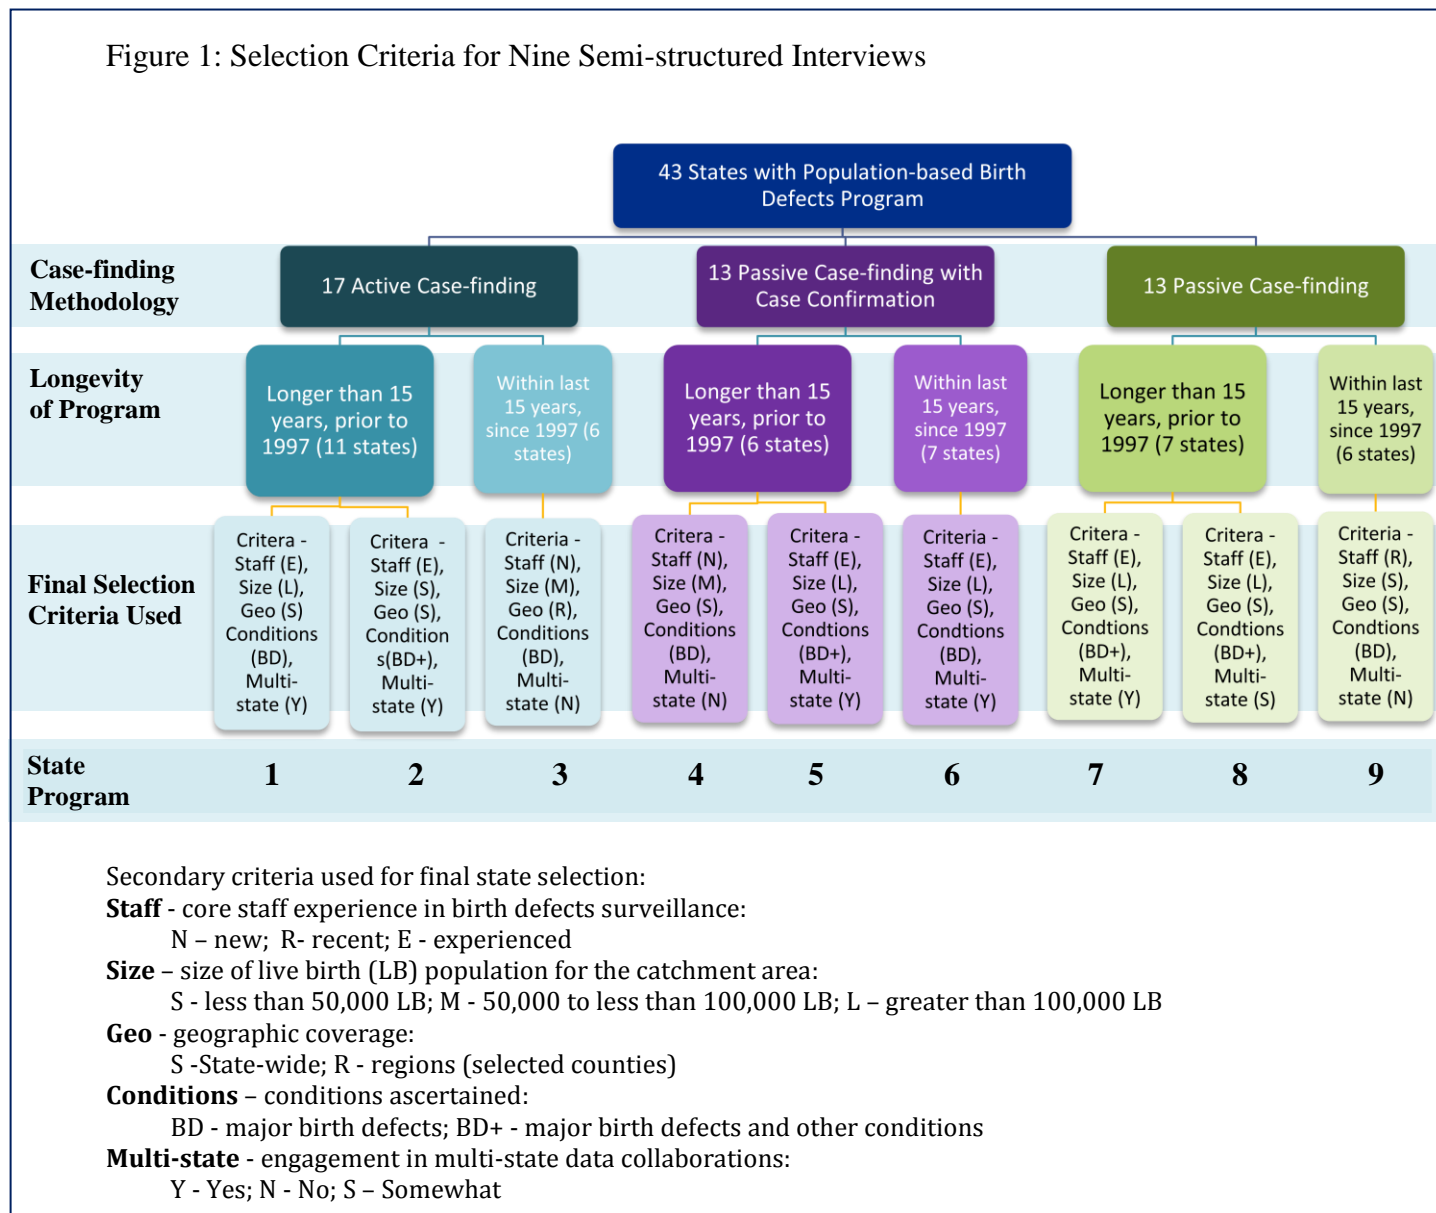 Figure 1: Selection Criteria for Nine Semi-structured Interviews
43 States with Population-based Birth
Defects Program
Case-finding
Methodology
17 Active Case-finding
13 Passive Case-finding with
Case Confirmation
13 Passive Case-finding
Longevity
of Program
Longer than 15
years, prior to
1997 (11 states)
Within last
15 years,
since 1997 (6
states)
Longer than 15
years, prior to
1997 (6 states)
Within last
15 years,
since 1997
(7 states)
Longer than 15
years, prior to
1997 (7 states)
Within last
15 years,
since 1997
(6 states)
Final Selection
Criteria Used
Critera -
Staff (E),
Size (L),
Geo (S)
Conditions
(BD),
Multi-
state (Y)
Critera -
Staff (E),
Size (S),
Geo (S),
Condition
s(BD+),
Multi-
state (Y)
Criteria -
Staff (N),
Size (M),
Geo (R),
Conditions
(BD),
Multi-
state (N)
Critera -
Staff (N),
Size (M),
Geo (S),
Condtions
(BD),
Multi-
state (N)
Critera -
Staff (E),
Size (L),
Geo (S),
Condtions
(BD+),
Multi-
state (Y)
Criteria -
Staff (E),
Size (L),
Geo (S),
Conditions
(BD),
Multi-
state (Y)
Criteria -
Staff (E),
Size (L),
Geo (S),
Condtions
(BD+),
Multi-
state (Y)
Criteria -
Staff (E),
Size (L),
Geo (S),
Condtions
(BD+),
Multi-
state (S)
Criteria -
Staff (R),
Size (S),
Geo (S),
Conditions
(BD),
Multi-
state (N)
State
Program
1 2 3 4 5 6 7 8 9
Secondary criteria used for final state selection:
Staff - core staff experience in birth defects surveillance:
N – new; R- recent; E - experienced
Size – size of live birth (LB) population for the catchment area:
S - less than 50,000 LB; M - 50,000 to less than 100,000 LB; L – greater than 100,000 LB
Geo - geographic coverage:
S -State-wide; R - regions (selected counties)
Conditions – conditions ascertained:
BD - major birth defects; BD+ - major birth defects and other conditions
Multi-state - engagement in multi-state data collaborations:
Y - Yes; N - No; S – Somewhat